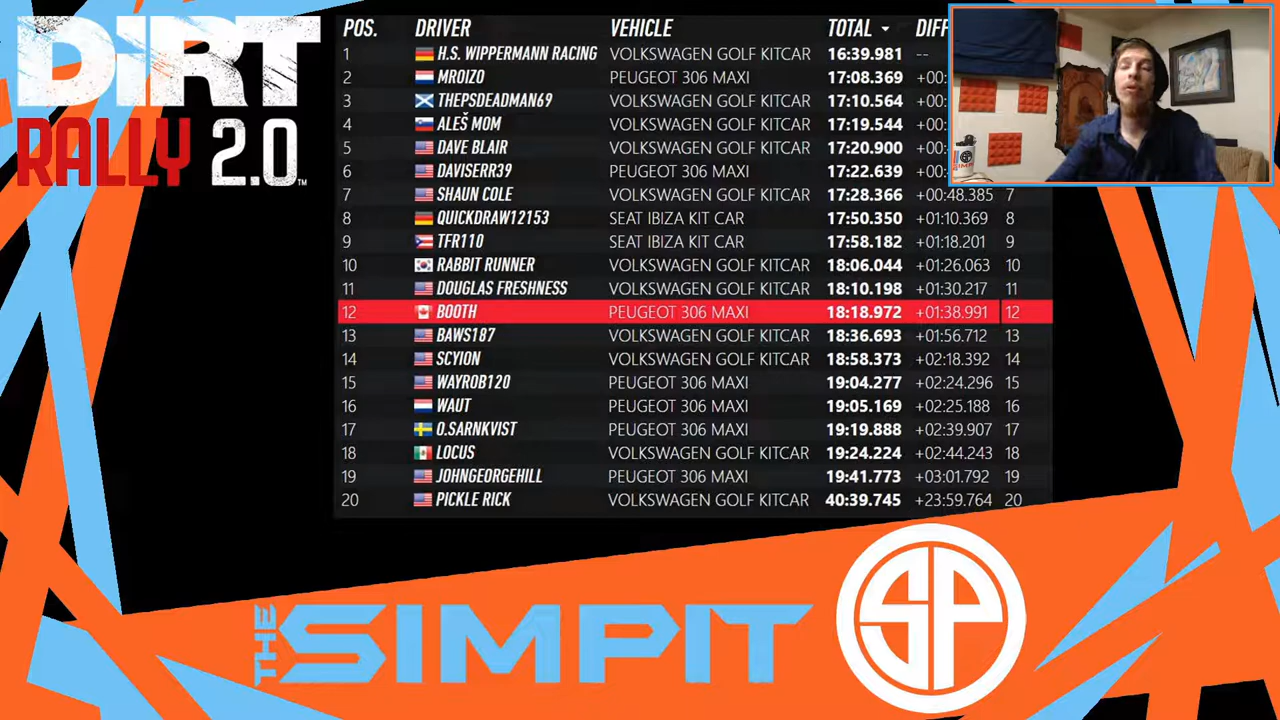 DiRT
RALLY 2.0™
POS. DRIVER VEHICLE TOTAL DIFF
1 H.S. WIPPERMANN RACING VOLKSWAGEN GOLF KITCAR 16:39.981 --
2 MROIZO PEUGEOT 306 MAXI 17:08.369 +00:
3 THEPSDEADMAN69 VOLKSWAGEN GOLF KITCAR 17:10.564 +00:
4 ALEŠ MOM VOLKSWAGEN GOLF KITCAR 17:19.544 +00:
5 DAVE BLAIR VOLKSWAGEN GOLF KITCAR 17:20.900 +00:
6 DAVISERR39 PEUGEOT 306 MAXI 17:22.639 +00:
7 SHAUN COLE VOLKSWAGEN GOLF KITCAR 17:28.366 +00:48.385 7
8 QUICKDRAW12153 SEAT IBIZA KIT CAR 17:50.350 +01:10.369 8
9 TFR110 SEAT IBIZA KIT CAR 17:58.182 +01:18.201 9
10 RABBIT RUNNER VOLKSWAGEN GOLF KITCAR 18:06.044 +01:26.063 10
11 DOUGLAS FRESHNESS VOLKSWAGEN GOLF KITCAR 18:10.198 +01:30.217 11
12 BOOTH PEUGEOT 306 MAXI 18:18.972 +01:38.991 12
13 BAWS187 VOLKSWAGEN GOLF KITCAR 18:36.693 +01:56.712 13
14 SCYION VOLKSWAGEN GOLF KITCAR 18:58.373 +02:18.392 14
15 WAYROB120 PEUGEOT 306 MAXI 19:04.277 +02:24.296 15
16 WAUT PEUGEOT 306 MAXI 19:05.169 +02:25.188 16
17 O.SARNKVIST PEUGEOT 306 MAXI 19:19.888 +02:39.907 17
18 LOCUS VOLKSWAGEN GOLF KITCAR 19:24.224 +02:44.243 18
19 JOHNGEORGEHILL PEUGEOT 306 MAXI 19:41.773 +03:01.792 19
20 PICKLE RICK VOLKSWAGEN GOLF KITCAR 40:39.745 +23:59.764 20
THE SIMPIT
SP